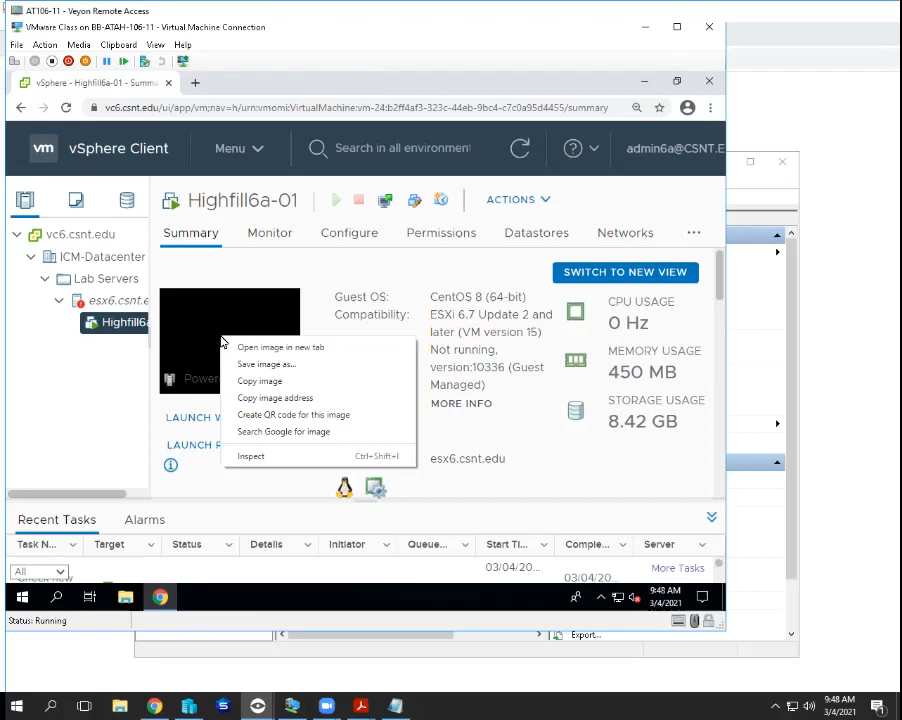 AT106-11 - Veyon Remote Access
VMware Class on BB-ATAH-106-11 - Virtual Machine Connection
File Action Media Clipboard View Help
vSphere - Highfill6a-01 - Summa
vc6.csnt.edu/ui/app/vm;nav=h/urn:vmomi:VirtualMachine:vm-24:b2ff4af3-323c-44eb-9bc4-c7c0a95d4455/summary
vm vSphere Client Menu Search in all environment admin6a@CSNT.E
Highfill6a-01 ACTIONS
vc6.csnt.edu
Summary Monitor Configure Permissions Datastores Networks ...
ICM-Datacenter
Lab Servers
esx6.csnt.e
Highfill6a
SWITCH TO NEW VIEW
Guest OS: CentOS 8 (64-bit)
Compatibility: ESXi 6.7 Update 2 and
later (VM version 15)
Not running,
version:10336 (Guest
Managed)
MORE INFO
esx6.csnt.edu
CPU USAGE
0 Hz
MEMORY USAGE
450 MB
STORAGE USAGE
8.42 GB
Power
LAUNCH W
LAUNCH R
Open image in new tab
Save image as...
Copy image
Copy image address
Create QR code for this image
Search Google for image
Inspect Ctrl+Shift+I
Recent Tasks Alarms
Task N... Target Status Details Initiator Queue... Start Ti... Comple... Server
03/04/20... 03/04/20...
All More Tasks
9:48 AM
3/4/2021
Status: Running
Export...
9:48 AM
3/4/2021
1